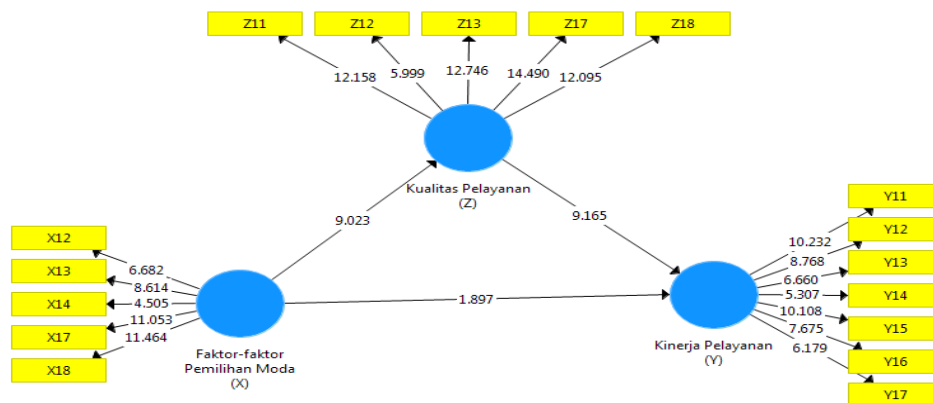 Z11
Z12
Z13
Z17
Z18
12.158
5.999
12.746
14.490
12.095
Kualitas Pelayanan
(Z)
9.023
9.165
X12
X13
X14
X17
X18
6.682
8.614
4.505
11.053
11.464
Faktor-faktor
Pemilihan Moda
(X)
1.897
Kinerja Pelayanan
(Y)
10.232
8.768
6.660
5.307
10.108
7.675
6.179
Y11
Y12
Y13
Y14
Y15
Y16
Y17